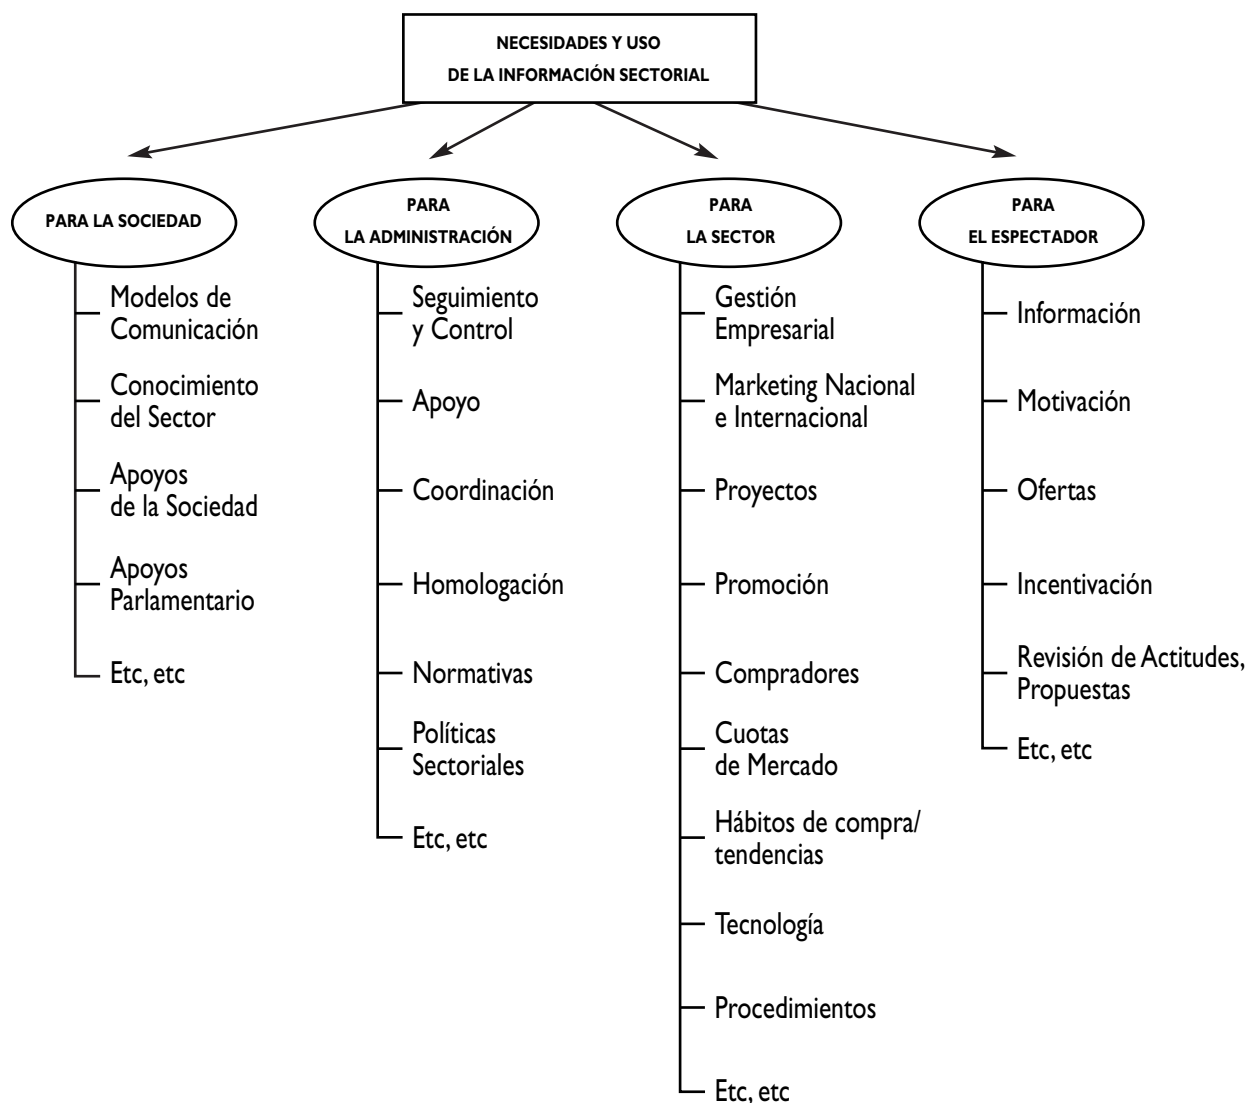 NECESIDADES Y USO
DE LA INFORMACIÓN SECTORIAL
PARA LA SOCIEDAD
Modelos de
Comunicación
Conocimiento
del Sector
Apoyos
de la Sociedad
Apoyos
Parlamentario
Etc, etc
PARA
LA ADMINISTRACIÓN
Seguimiento
y Control
Apoyo
Coordinación
Homologación
Normativas
Políticas
Sectoriales
Etc, etc
PARA
LA SECTOR
Gestión
Empresarial
Marketing Nacional
e Internacional
Proyectos
Promoción
Compradores
Cuotas
de Mercado
Hábitos de compra/
tendencias
Tecnología
Procedimientos
Etc, etc
PARA
EL ESPECTADOR
Información
Motivación
Ofertas
Incentivación
Revisión de Actitudes,
Propuestas
Etc, etc